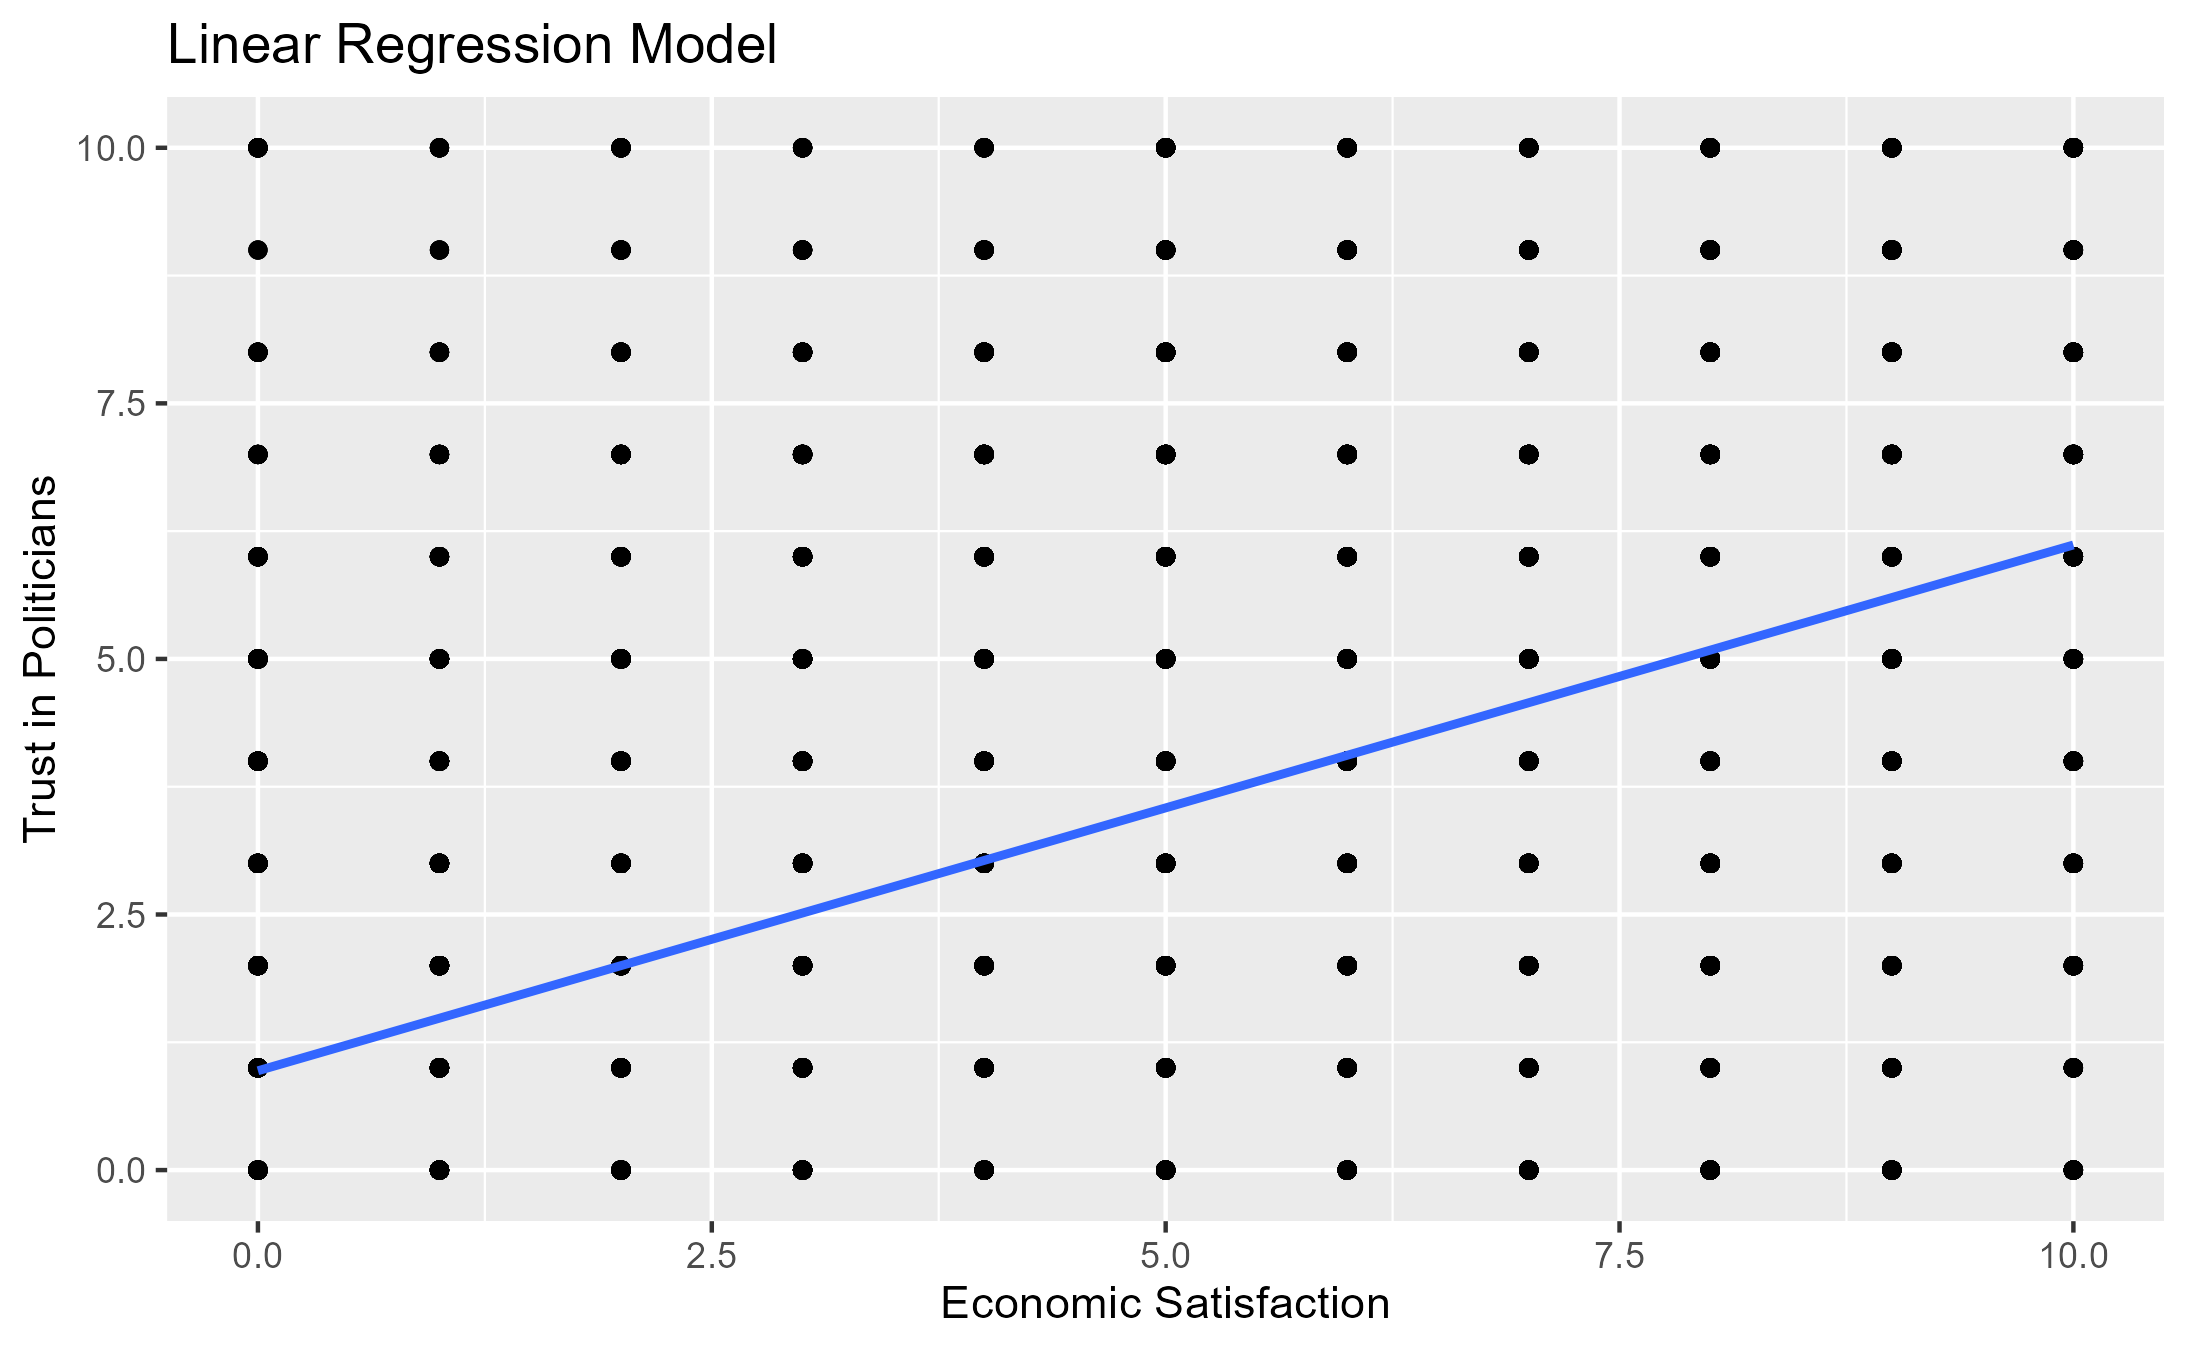 Linear Regression Model
10.0
7.5
5.0
2.5
0.0
Trust in Politicians
0.0 2.5 5.0 7.5 10.0
Economic Satisfaction